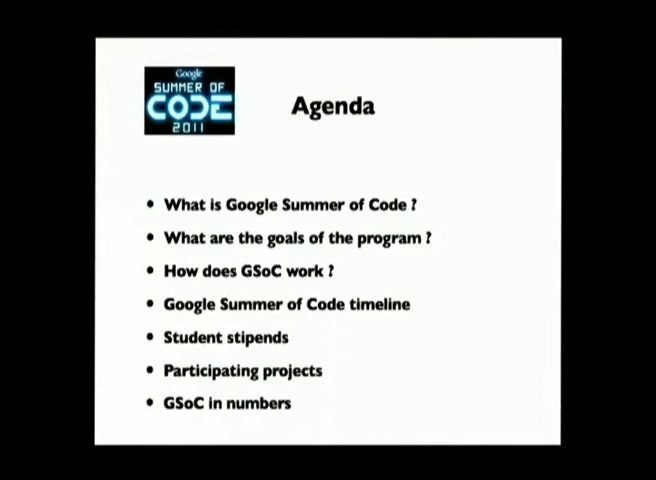 Google
SUMMER OF
CODE
2011
Agenda
• What is Google Summer of Code ?
• What are the goals of the program ?
• How does GSoC work ?
• Google Summer of Code timeline
• Student stipends
• Participating projects
• GSoC in numbers